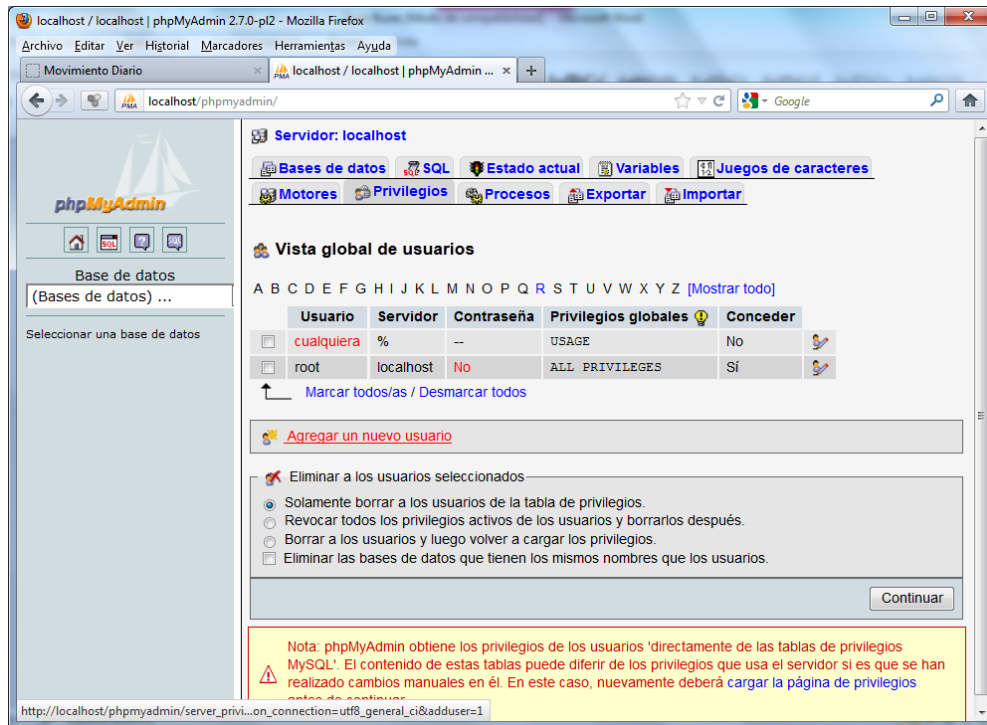 localhost / localhost | phpMyAdmin 2.7.0-pl2 - Mozilla Firefox
Archivo Editar Ver Historial Marcadores Herramientas Ayuda
Movimiento Diario
localhost / localhost | phpMyAdmin ...
localhost/phpmyadmin/
Google
phpMyAdmin
Base de datos
(Bases de datos) ...
Seleccionar una base de datos
Servidor: localhost
Bases de datos SQL Estado actual Variables Juegos de caracteres
Motores Privilegios Procesos Exportar Importar
Vista global de usuarios
A B C D E F G H I J K L M N O P Q R S T U V W X Y Z [Mostrar todo]
Usuario Servidor Contraseña Privilegios globales Conceder
cualquiera % -- USAGE No
root localhost No ALL PRIVILEGES Sí
Marcar todos/as / Desmarcar todos
Agregar un nuevo usuario
Eliminar a los usuarios seleccionados
Solamente borrar a los usuarios de la tabla de privilegios.
Revocar todos los privilegios activos de los usuarios y borrarlos después.
Borrar a los usuarios y luego volver a cargar los privilegios.
Eliminar las bases de datos que tienen los mismos nombres que los usuarios.
Continuar
Nota: phpMyAdmin obtiene los privilegios de los usuarios 'directamente de las tablas de privilegios
MySQL'. El contenido de estas tablas puede diferir de los privilegios que usa el servidor si es que se han
realizado cambios manuales en él. En este caso, nuevamente deberá cargar la página de privilegios
antes de continuar
http://localhost/phpmyadmin/server_privi...on_connection=utf8_general_ci&adduser=1